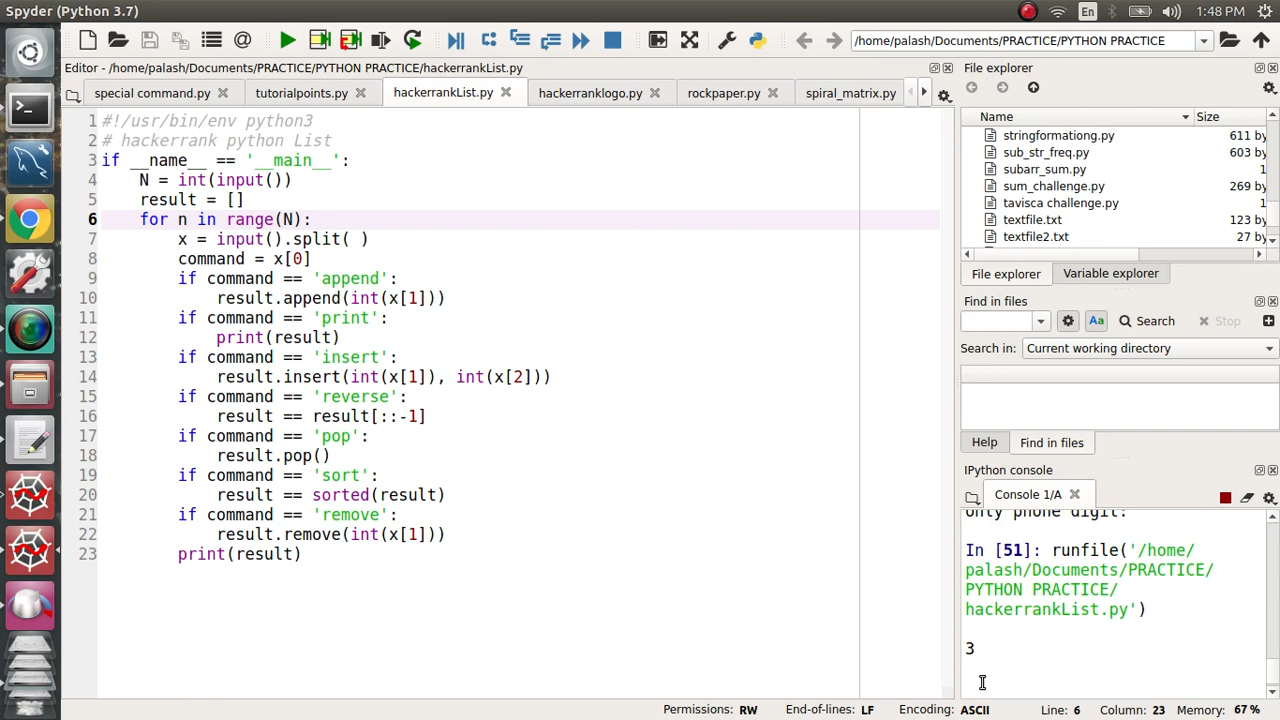 Spyder (Python 3.7)
En
1:48 PM
/home/palash/Documents/PRACTICE/PYTHON PRACTICE
Editor - /home/palash/Documents/PRACTICE/PYTHON PRACTICE/hackerrankList.py
special command.py
tutorialpoints.py
hackerrankList.py
hackerranklogo.py
rockpaper.py
spiral_matrix.py
1 #!/usr/bin/env python3
2 # hackerrank python List
3 if __name__ == '__main__':
4 N = int(input())
5 result = []
6 for n in range(N):
7 x = input().split( )
8 command = x[0]
9 if command == 'append':
10 result.append(int(x[1]))
11 if command == 'print':
12 print(result)
13 if command == 'insert':
14 result.insert(int(x[1]), int(x[2]))
15 if command == 'reverse':
16 result == result[::-1]
17 if command == 'pop':
18 result.pop()
19 if command == 'sort':
20 result == sorted(result)
21 if command == 'remove':
22 result.remove(int(x[1]))
23 print(result)
File explorer
Name Size
stringformationg.py 611 by
sub_str_freq.py 603 by
subarr_sum.py 1
sum_challenge.py 269 by
tavisca challenge.py 1
textfile.txt 123 by
textfile2.txt 27 by
File explorer Variable explorer
Find in files
Aa Search Stop
Search in: Current working directory
Help Find in files
IPython console
Console 1/A
only phone digit:
In [51]: runfile('/home/
palash/Documents/PRACTICE/
PYTHON PRACTICE/
hackerrankList.py')
3
Permissions: RW End-of-lines: LF Encoding: ASCII Line: 6 Column: 23 Memory: 67 %